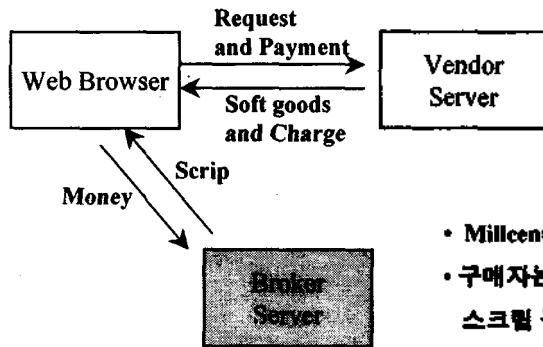 Request
and Payment
Web Browser
Vendor
Server
Soft goods
and Charge
Scrip
Money
Broker
Server
• Millcen
• 구매자는
스크립